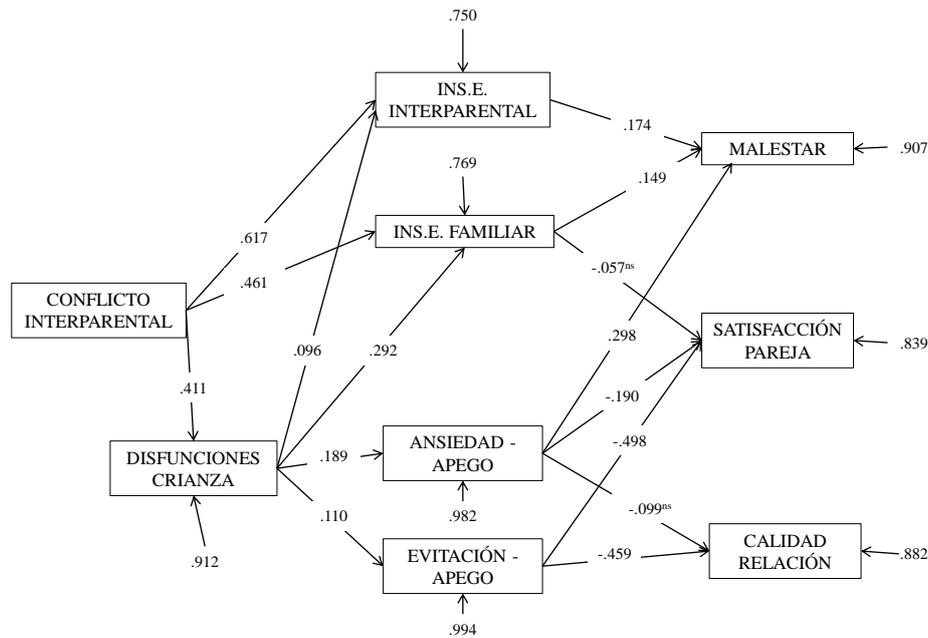 .750
INS.E.
INTERPARENTAL
.174
MALESTAR
.907
.769
.149
INS.E. FAMILIAR
.617
-.057ns
.461
CONFLICTO
INTERPARENTAL
SATISFACCIÓN
PAREJA
.839
.298
.096
.292
.411
-.190
ANSIEDAD -
APEGO
-.498
DISFUNCIONES
CRIANZA
.189
-.099ns
.982
.110
CALIDAD
RELACIÓN
.882
EVITACIÓN -
APEGO
-.459
.912
.994